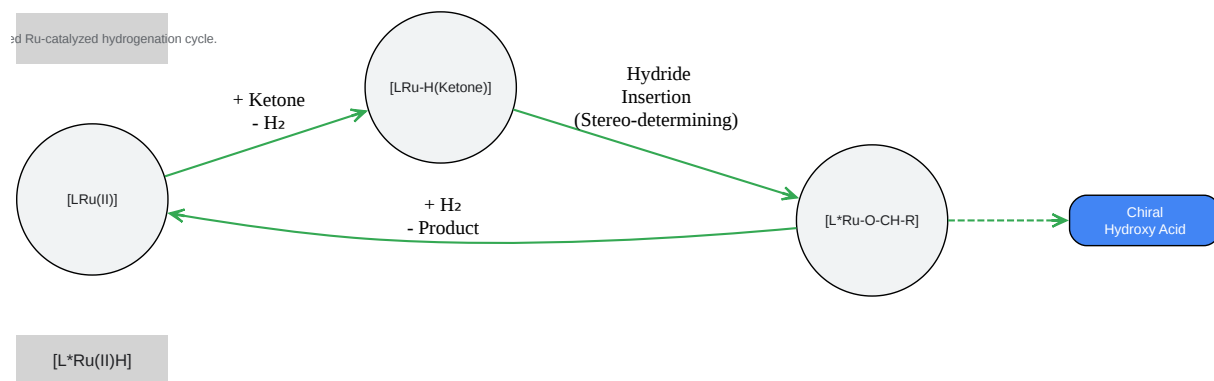 Ru-catalyzed hydrogenation cycle.
[LRu-H(Ketone)]
Hydride
Insertion
(Stereo-determining)
+ Ketone
- H₂
[LRu(II)]
+ H₂
- Product
[L*Ru-O-CH-R]
Chiral
Hydroxy Acid
[L*Ru(II)H]